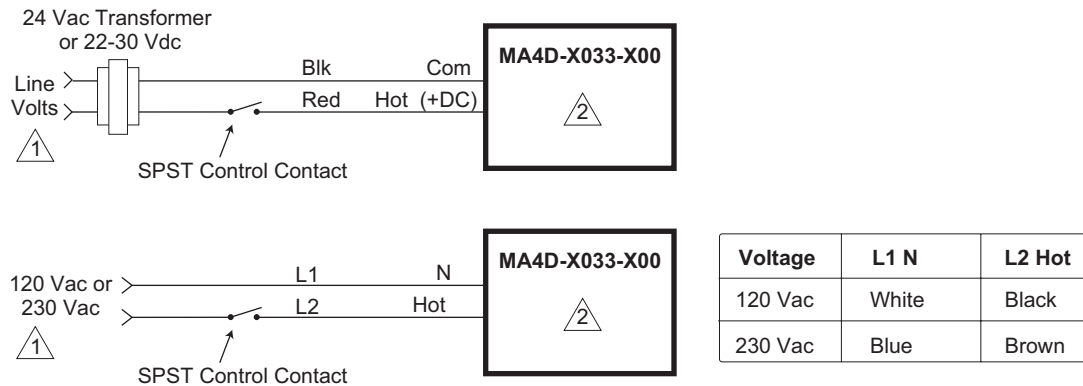 24 Vac Transformer
or 22-30 Vdc
Line
Volts
1
Blk
Com
Red
Hot (+DC)
SPST Control Contact
MA4D-X033-X00
2
120 Vac or
230 Vac
1
L1
N
L2
Hot
SPST Control Contact
MA4D-X033-X00
2
Voltage L1 N L2 Hot
120 Vac White Black
230 Vac Blue Brown